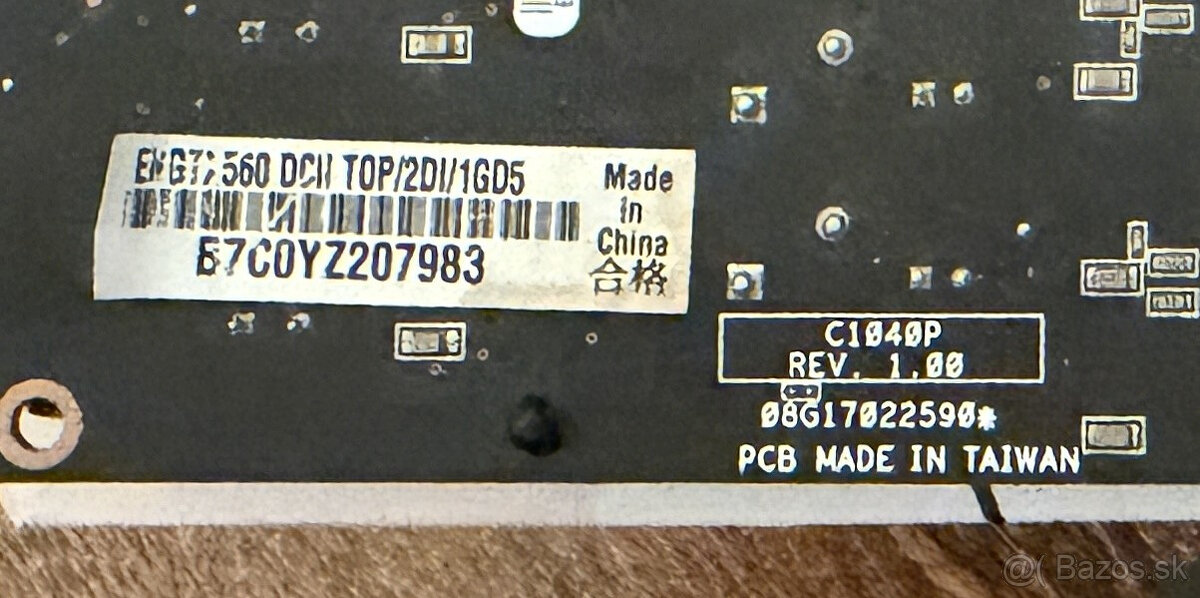 560 DCII TOP/2DI/1GD5
Made
In
China
合格
C1040P
REV. 1.00
08G17022590*
PCB MADE IN TAIWAN
@( Bazos.sk